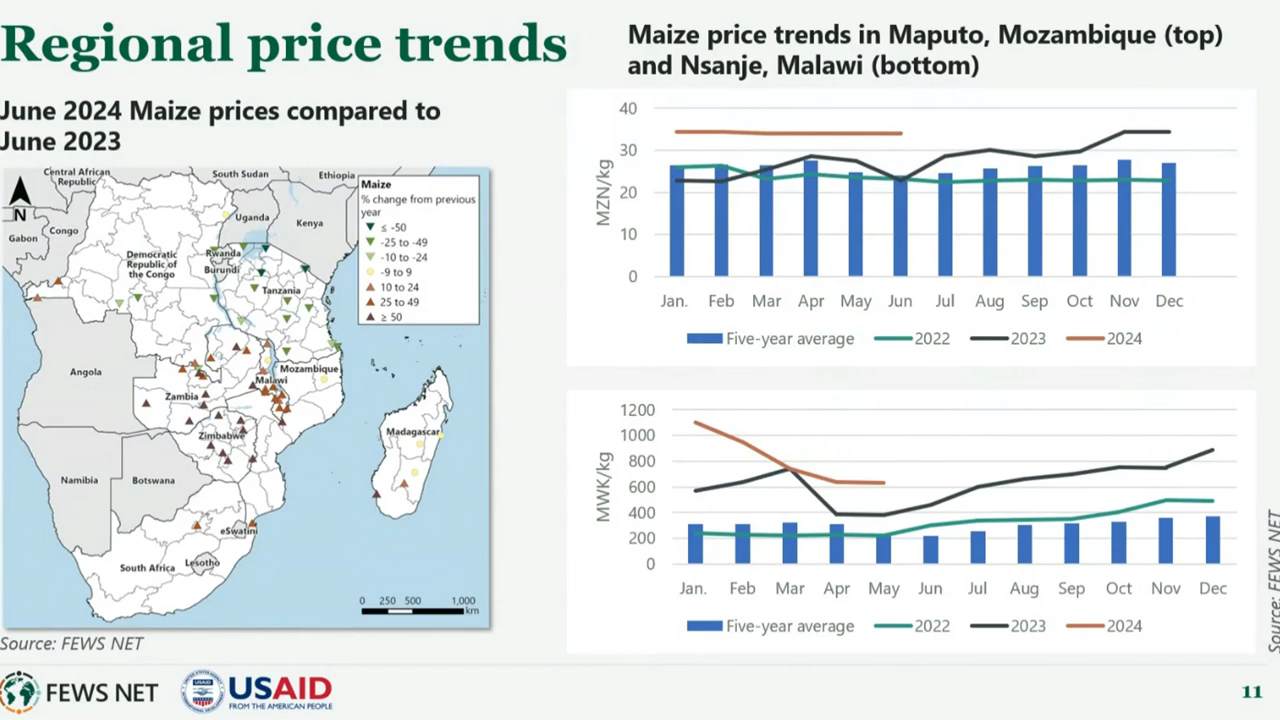 Regional price trends
June 2024 Maize prices compared to
June 2023
Maize price trends in Maputo, Mozambique (top)
and Nsanje, Malawi (bottom)
N
Central African
Republic
South Sudan
Ethiopia
Congo
Gabon
Uganda
Kenya
Democratic
Republic of
the Congo
Rwanda
Burundi
Tanzania
Angola
Zambia
Malawi
Mozambique
Zimbabwe
Madagascar
Namibia
Botswana
eSwatini
South Africa
Lesotho
Maize
% change from previous
year
≤ -50
-25 to -49
-10 to -24
-9 to 9
10 to 24
25 to 49
≥ 50
0 250 500 1,000
km
Source: FEWS NET
MZN/kg
40
30
20
10
0
Jan. Feb Mar Apr May Jun Jul Aug Sep Oct Nov Dec
Five-year average 2022 2023 2024
MWK/kg
1200
1000
800
600
400
200
0
Jan. Feb Mar Apr May Jun Jul Aug Sep Oct Nov Dec
Five-year average 2022 2023 2024
Source: FEWS NET
FEWS NET
USAID
USAID
FROM THE AMERICAN PEOPLE
11